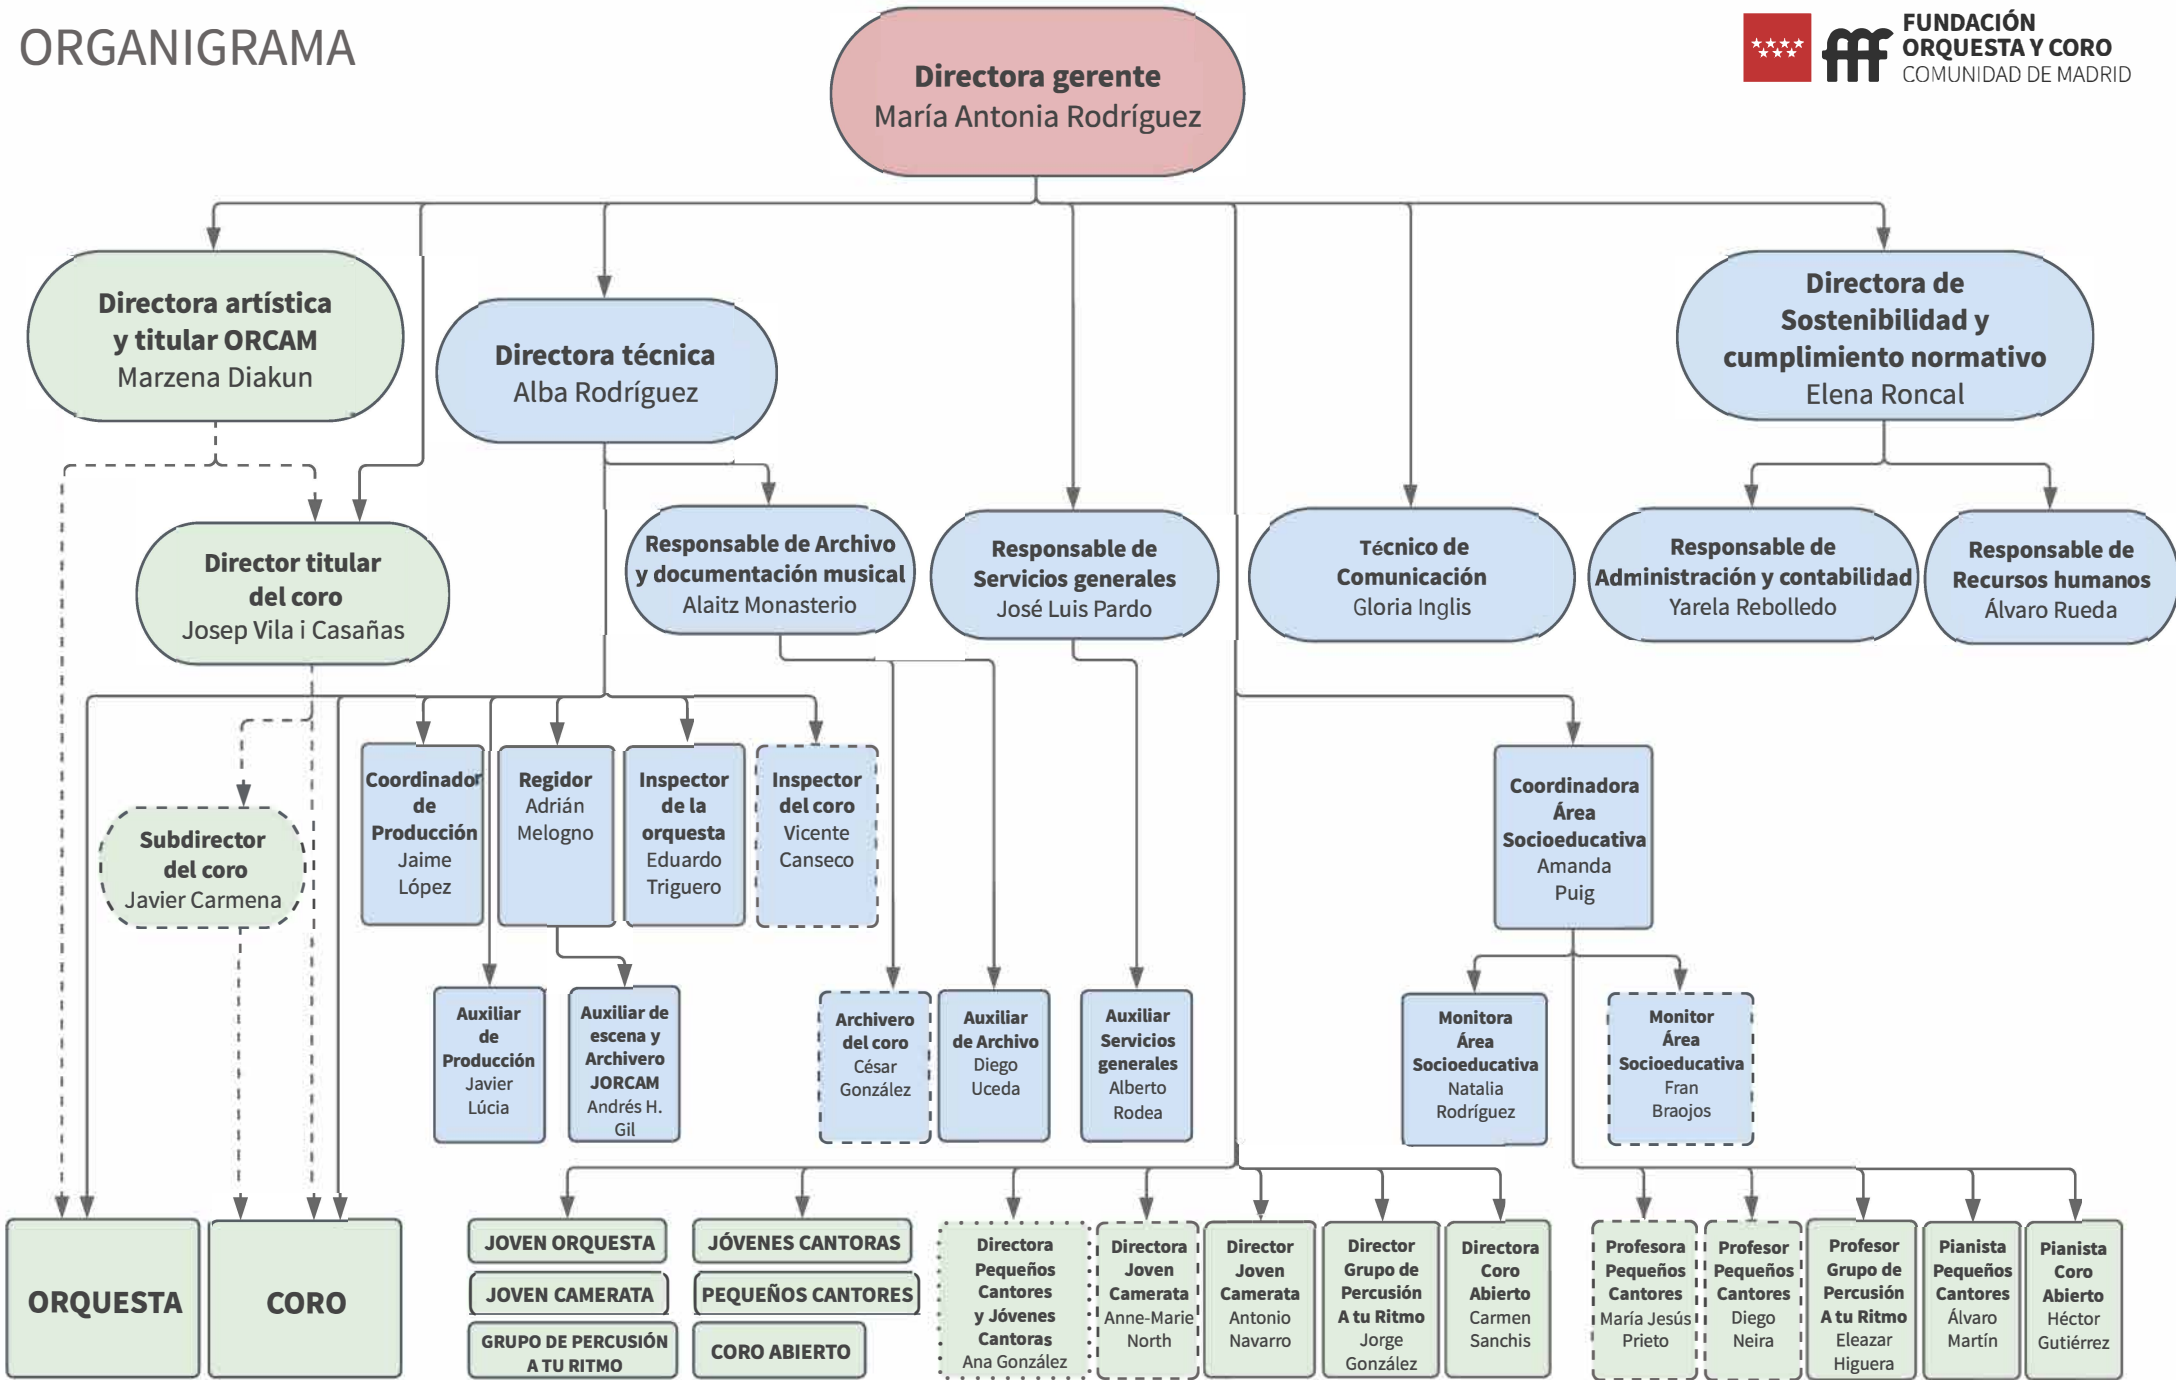 ORGANIGRAMA
FUNDACIÓN
ORQUESTA Y CORO
COMUNIDAD DE MADRID
Directora gerente
María Antonia Rodríguez
Directora artística
y titular ORCAM
Marzena Diakun
Directora técnica
Alba Rodríguez
Directora de
Sostenibilidad y
cumplimiento normativo
Elena Roncal
Director titular
del coro
Josep Vila i Casañas
Responsable de Archivo
y documentación musical
Alaitz Monasterio
Responsable de
Servicios generales
José Luis Pardo
Técnico de
Comunicación
Gloria Inglis
Responsable de
Administración y contabilidad
Yarela Rebolledo
Responsable de
Recursos humanos
Álvaro Rueda
Subdirector
del coro
Javier Carmena
Coordinador
de
Producción
Jaime
López
Regidor
Adrián
Melogno
Inspector
de la
orquesta
Eduardo
Triguero
Inspector
del coro
Vicente
Canseco
Coordinadora
Área
Socioeducativa
Amanda
Puig
Auxiliar
de
Producción
Javier
Lúcia
Auxiliar de
escena y
Archivero
JORCAM
Andrés H.
Gil
Archivero
del coro
César
González
Auxiliar
de Archivo
Diego
Uceda
Auxiliar
Servicios
generales
Alberto
Rodea
Monitora
Área
Socioeducativa
Natalia
Rodríguez
Monitor
Área
Socioeducativa
Fran
Braojos
ORQUESTA
CORO
JOVEN ORQUESTA
JÓVENES CANTORAS
JOVEN CAMERATA
PEQUEÑOS CANTORES
GRUPO DE PERCUSIÓN
A TU RITMO
CORO ABIERTO
Directora
Pequeños
Cantores
y Jóvenes
Cantoras
Ana González
Directora
Joven
Camerata
Anne-Marie
North
Director
Joven
Camerata
Antonio
Navarro
Director
Grupo de
Percusión
A tu Ritmo
Jorge
González
Directora
Coro
Abierto
Carmen
Sanchis
Profesora
Pequeños
Cantores
María Jesús
Prieto
Profesor
Pequeños
Cantores
Diego
Neira
Profesor
Grupo de
Percusión
A tu Ritmo
Eleazar
Higuera
Pianista
Pequeños
Cantores
Álvaro
Martín
Pianista
Coro
Abierto
Héctor
Gutiérrez